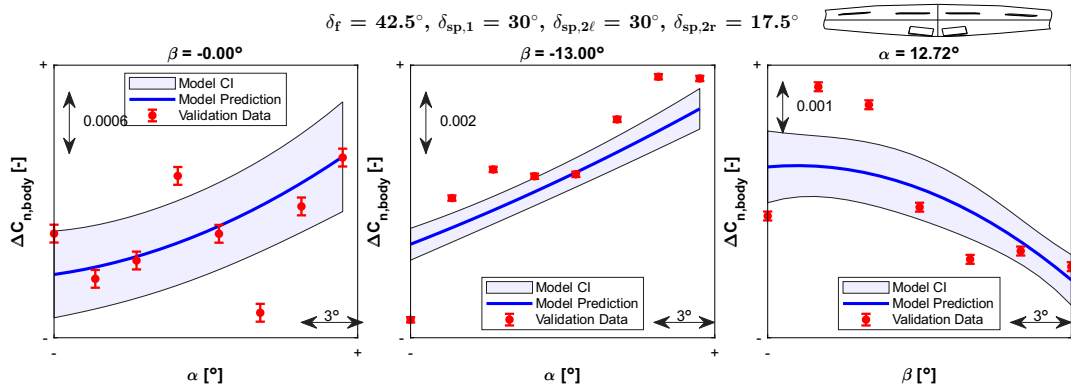 δf = 42.5°, δsp,1 = 30°, δsp,2ℓ = 30°, δsp,2r = 17.5°
β = -0.00°
+
Model CI
Model Prediction
Validation Data
0.0006
ΔCn,body [-]
3°
-
-
+
α [°]
β = -13.00°
+
0.002
ΔCn,body [-]
Model CI
Model Prediction
Validation Data
3°
-
-
+
α [°]
α = 12.72°
+
0.001
ΔCn,body [-]
Model CI
Model Prediction
Validation Data
3°
-
-
+
β [°]